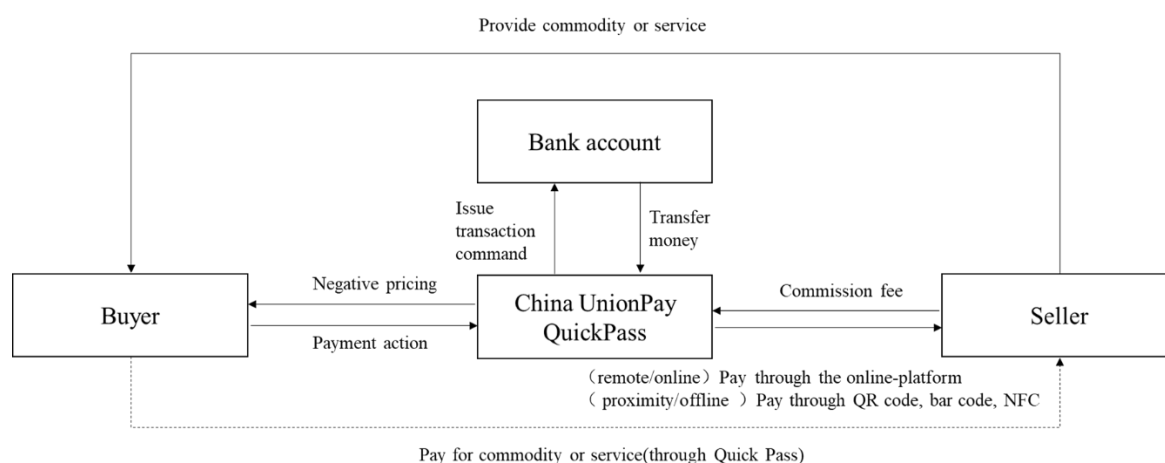 Provide commodity or service
Bank account
Issue
transaction
command
Transfer
money
Negative pricing
Commission fee
Buyer
China UnionPay
QuickPass
Seller
Payment action
（remote/online）Pay through the online-platform
（ proximity/offline ）Pay through QR code, bar code, NFC
Pay for commodity or service(through Quick Pass)